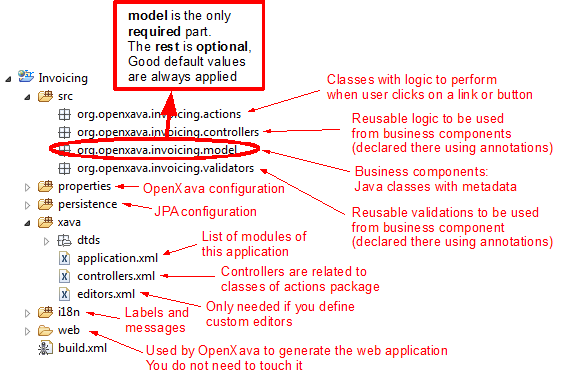 model is the only
required part.
The rest is optional,
Good default values
are always applied
Invoicing
src
org.openxava.invoicing.actions
Classes with logic to perform
when user clicks on a link or button
org.openxava.invoicing.controllers
Reusable logic to be used
from business components
(declared there using annotations)
org.openxava.invoicing.model
Business components:
Java classes with metadata
org.openxava.invoicing.validators
Reusable validations to be used
from business component
(declared there using annotations)
properties
OpenXava configuration
persistence
JPA configuration
xava
dtds
application.xml
List of modules of
this application
controllers.xml
Controllers are related to
classes of actions package
editors.xml
Only needed if you define
custom editors
i18n
Labels and
messages
web
Used by OpenXava to generate the web application
You do not need to touch it
build.xml